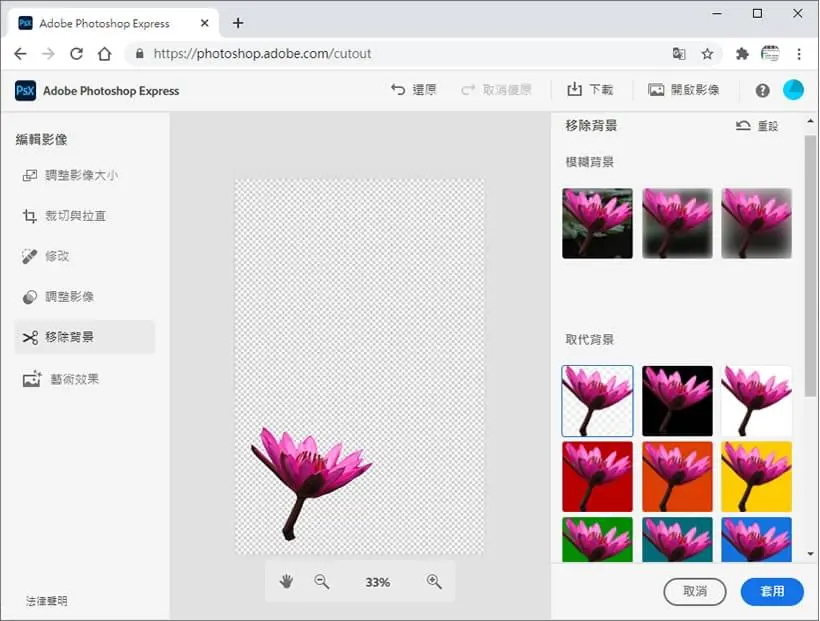 Adobe Photoshop Express
https://photoshop.adobe.com/cutout
PsX Adobe Photoshop Express
還原
取消復原
下載
開啟影像
編輯影像
調整影像大小
裁切與拉直
修改
調整影像
移除背景
藝術效果
法律聲明
33%
移除背景
重設
模糊背景
取代背景
取消
套用